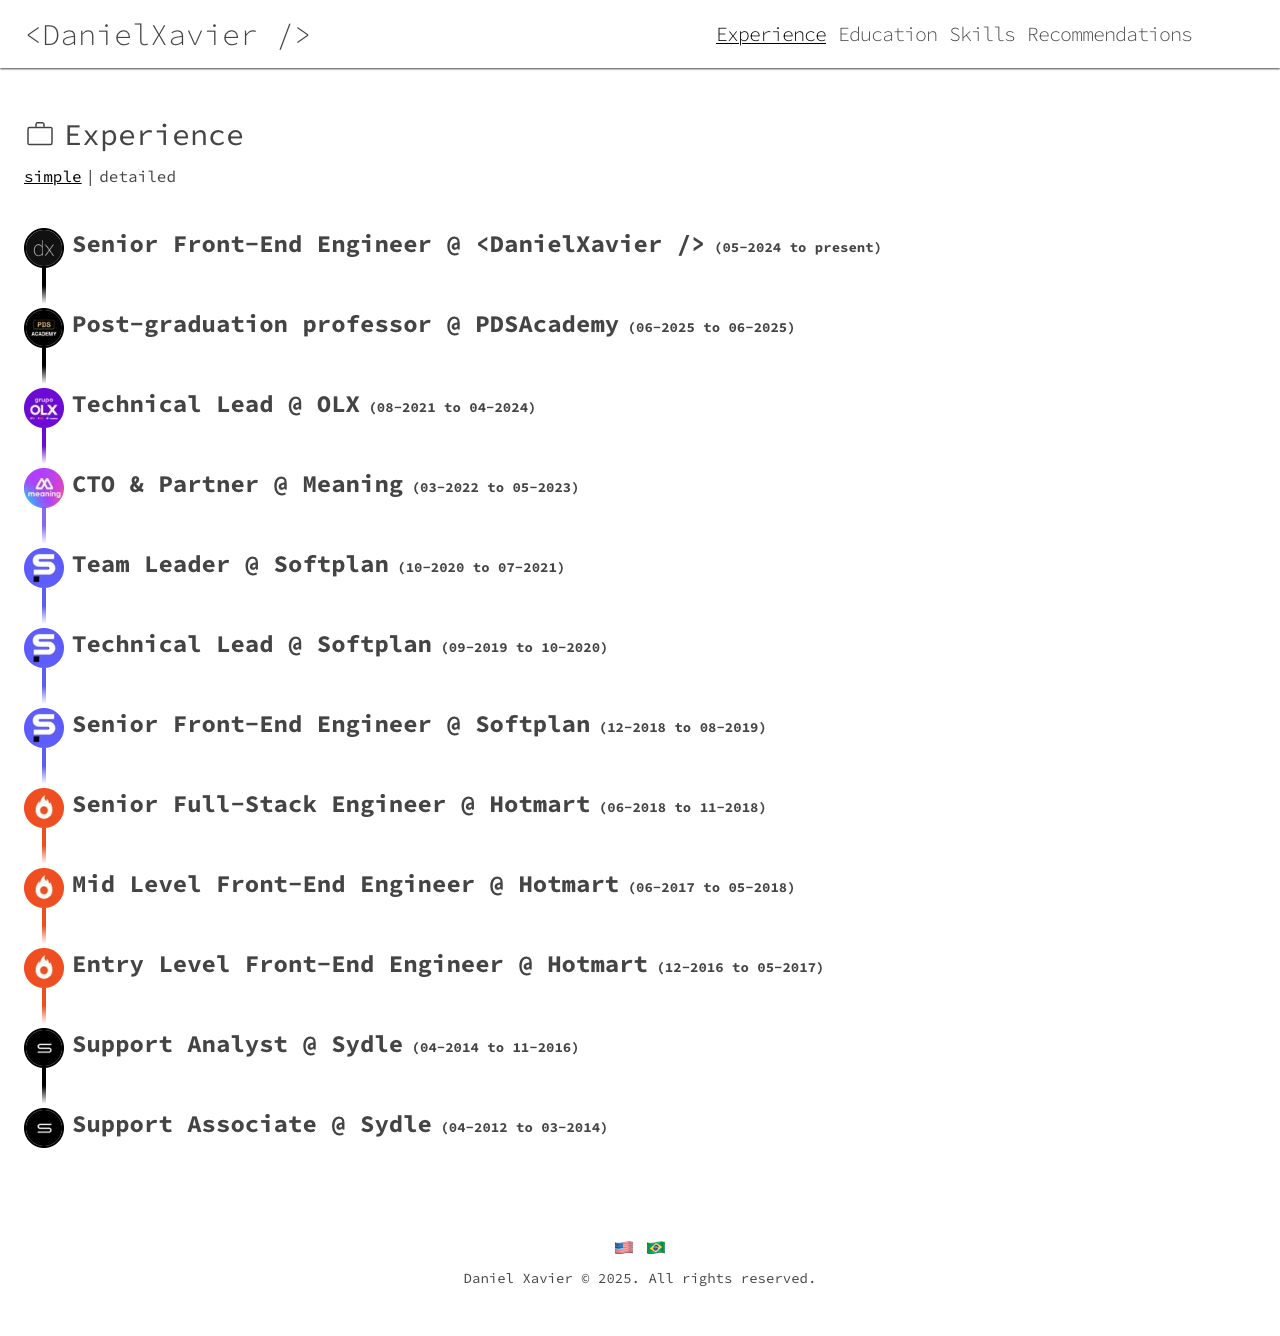 <DanielXavier />
Experience Education Skills Recommendations
Experience
simple | detailed
dx
Senior Front-End Engineer @ <DanielXavier /> (05-2024 to present)
PDS
ACADEMY
Post-graduation professor @ PDSAcademy (06-2025 to 06-2025)
grupo
OLX
Technical Lead @ OLX (08-2021 to 04-2024)
meaning
CTO & Partner @ Meaning (03-2022 to 05-2023)
Team Leader @ Softplan (10-2020 to 07-2021)
Technical Lead @ Softplan (09-2019 to 10-2020)
Senior Front-End Engineer @ Softplan (12-2018 to 08-2019)
Senior Full-Stack Engineer @ Hotmart (06-2018 to 11-2018)
Mid Level Front-End Engineer @ Hotmart (06-2017 to 05-2018)
Entry Level Front-End Engineer @ Hotmart (12-2016 to 05-2017)
Support Analyst @ Sydle (04-2014 to 11-2016)
Support Associate @ Sydle (04-2012 to 03-2014)
Daniel Xavier © 2025. All rights reserved.